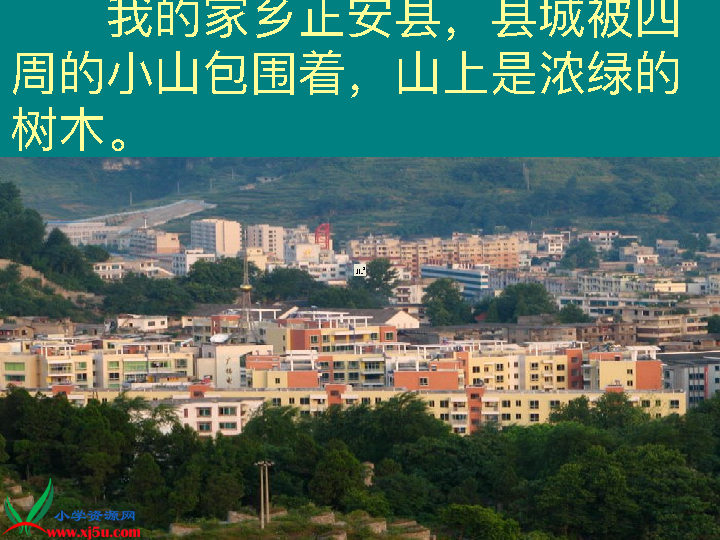 我的家乡正安县，县城被四
周的小山包围着，山上是浓绿的
树木。
小学资源网
www.xj5u.com